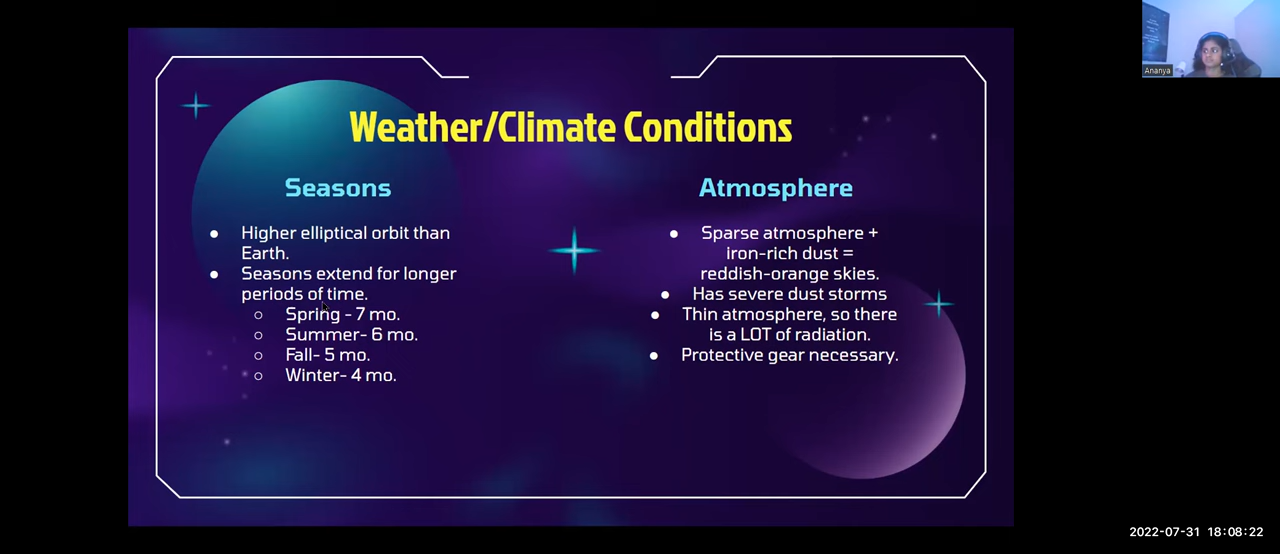 Weather/Climate Conditions
Seasons
● Higher elliptical orbit than
Earth.
● Seasons extend for longer
periods of time.
○ Spring - 7 mo.
○ Summer- 6 mo.
○ Fall- 5 mo.
○ Winter- 4 mo.
Atmosphere
● Sparse atmosphere +
iron-rich dust =
reddish-orange skies.
● Has severe dust storms
● Thin atmosphere, so there
is a LOT of radiation.
● Protective gear necessary.
Ananya
2022-07-31 18:08:22